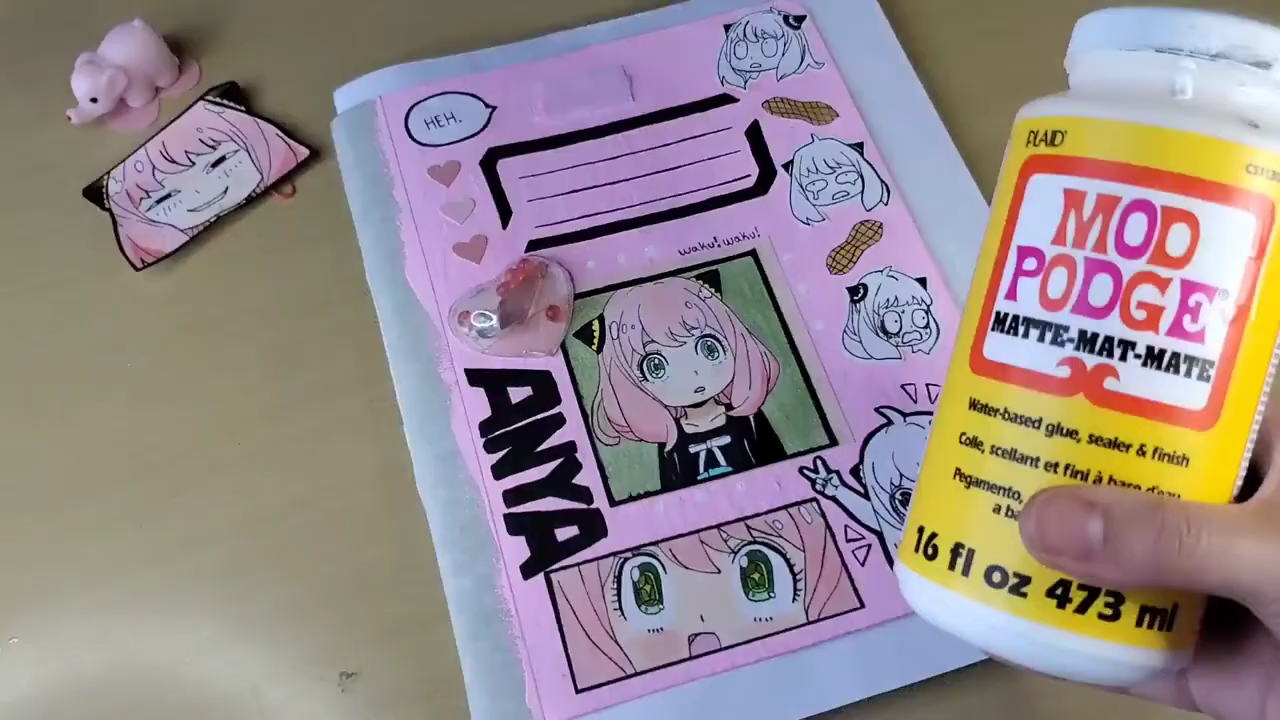 HEH.
waku! waku!
ANYA
PLAID
MOD
PODGE
MATTE-MAT-MATE
Water-based glue, sealer & finish
Colle, scellant et fini à base d'eau
Pegamento,
16 fl oz 473 ml